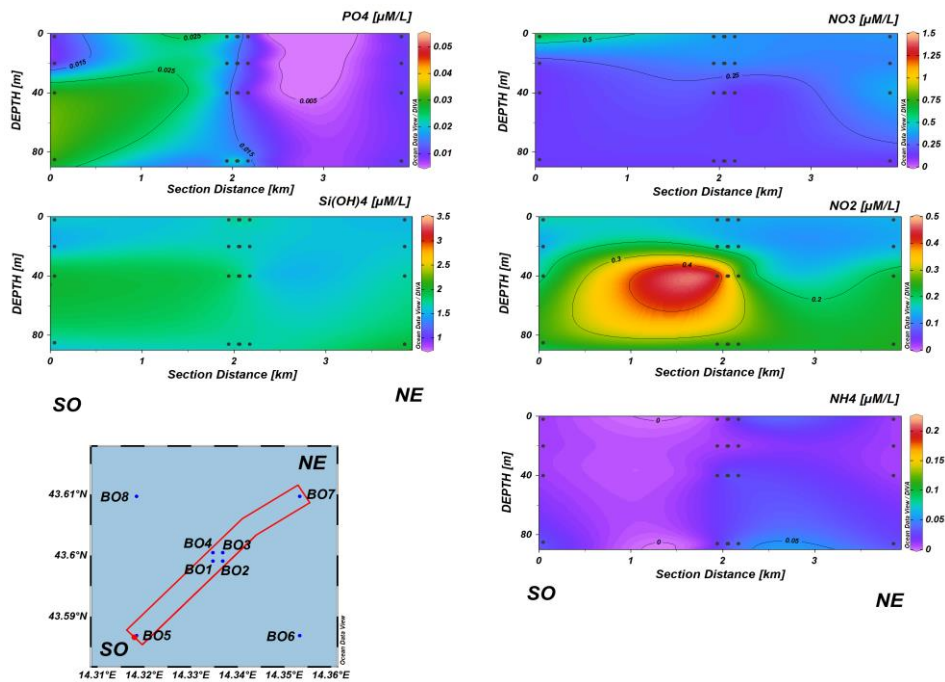 PO4 [µM/L]
0
40
80
DEPTH [m]
0.025
0.015
0.025
0.005
0.015
0.05
0.04
0.03
0.02
0.01
Ocean Data View / DIVA
0 1 2 3
Section Distance [km]
NO3 [µM/L]
0
40
80
DEPTH [m]
0.5
0.25
1.5
1.25
1
0.75
0.5
0.25
0
Ocean Data View / DIVA
0 1 2 3
Section Distance [km]
Si(OH)4 [µM/L]
0
40
80
DEPTH [m]
3.5
3
2.5
2
1.5
1
Ocean Data View / DIVA
0 1 2 3
Section Distance [km]
NO2 [µM/L]
0
40
80
DEPTH [m]
0.3
0.4
0.2
0.5
0.4
0.3
0.2
0.1
0
Ocean Data View / DIVA
0 1 2 3
Section Distance [km]
SO NE
NH4 [µM/L]
0
40
80
DEPTH [m]
0
0
0.05
0.2
0.15
0.1
0.05
0
Ocean Data View / DIVA
SO NE
NE
43.61°N
43.6°N
43.59°N
BO8
BO7
BO4 BO3
BO1 BO2
BO5
BO6
SO
Ocean Data View
14.31°E 14.32°E 14.33°E 14.34°E 14.35°E 14.36°E